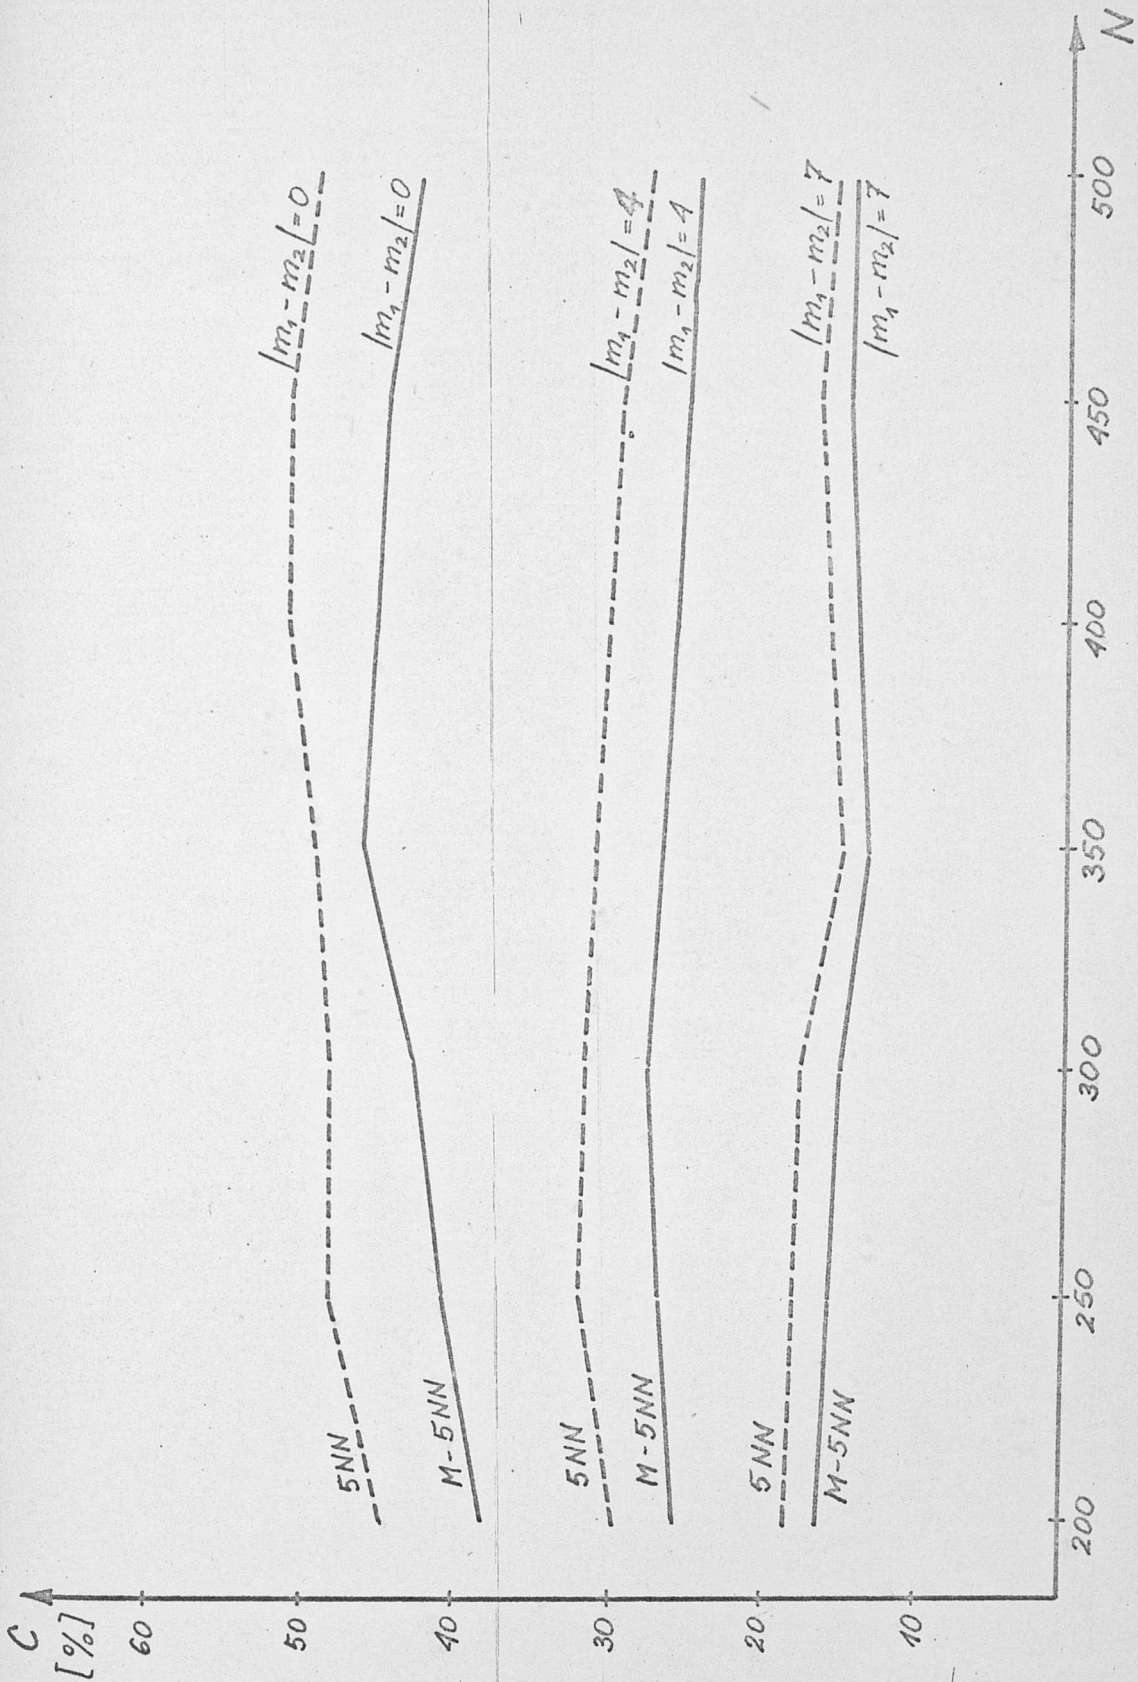 C
[%]
60
50
40
30
20
10
200
250
300
350
400
450
500
N
5NN
|m₁ - m₂| = 0
M-5NN
|m₁ - m₂| = 0
5NN
|m₁ - m₂| = 4
M-5NN
|m₁ - m₂| = 4
5NN
|m₁ - m₂| = 7
M-5NN
|m₁ - m₂| = 7